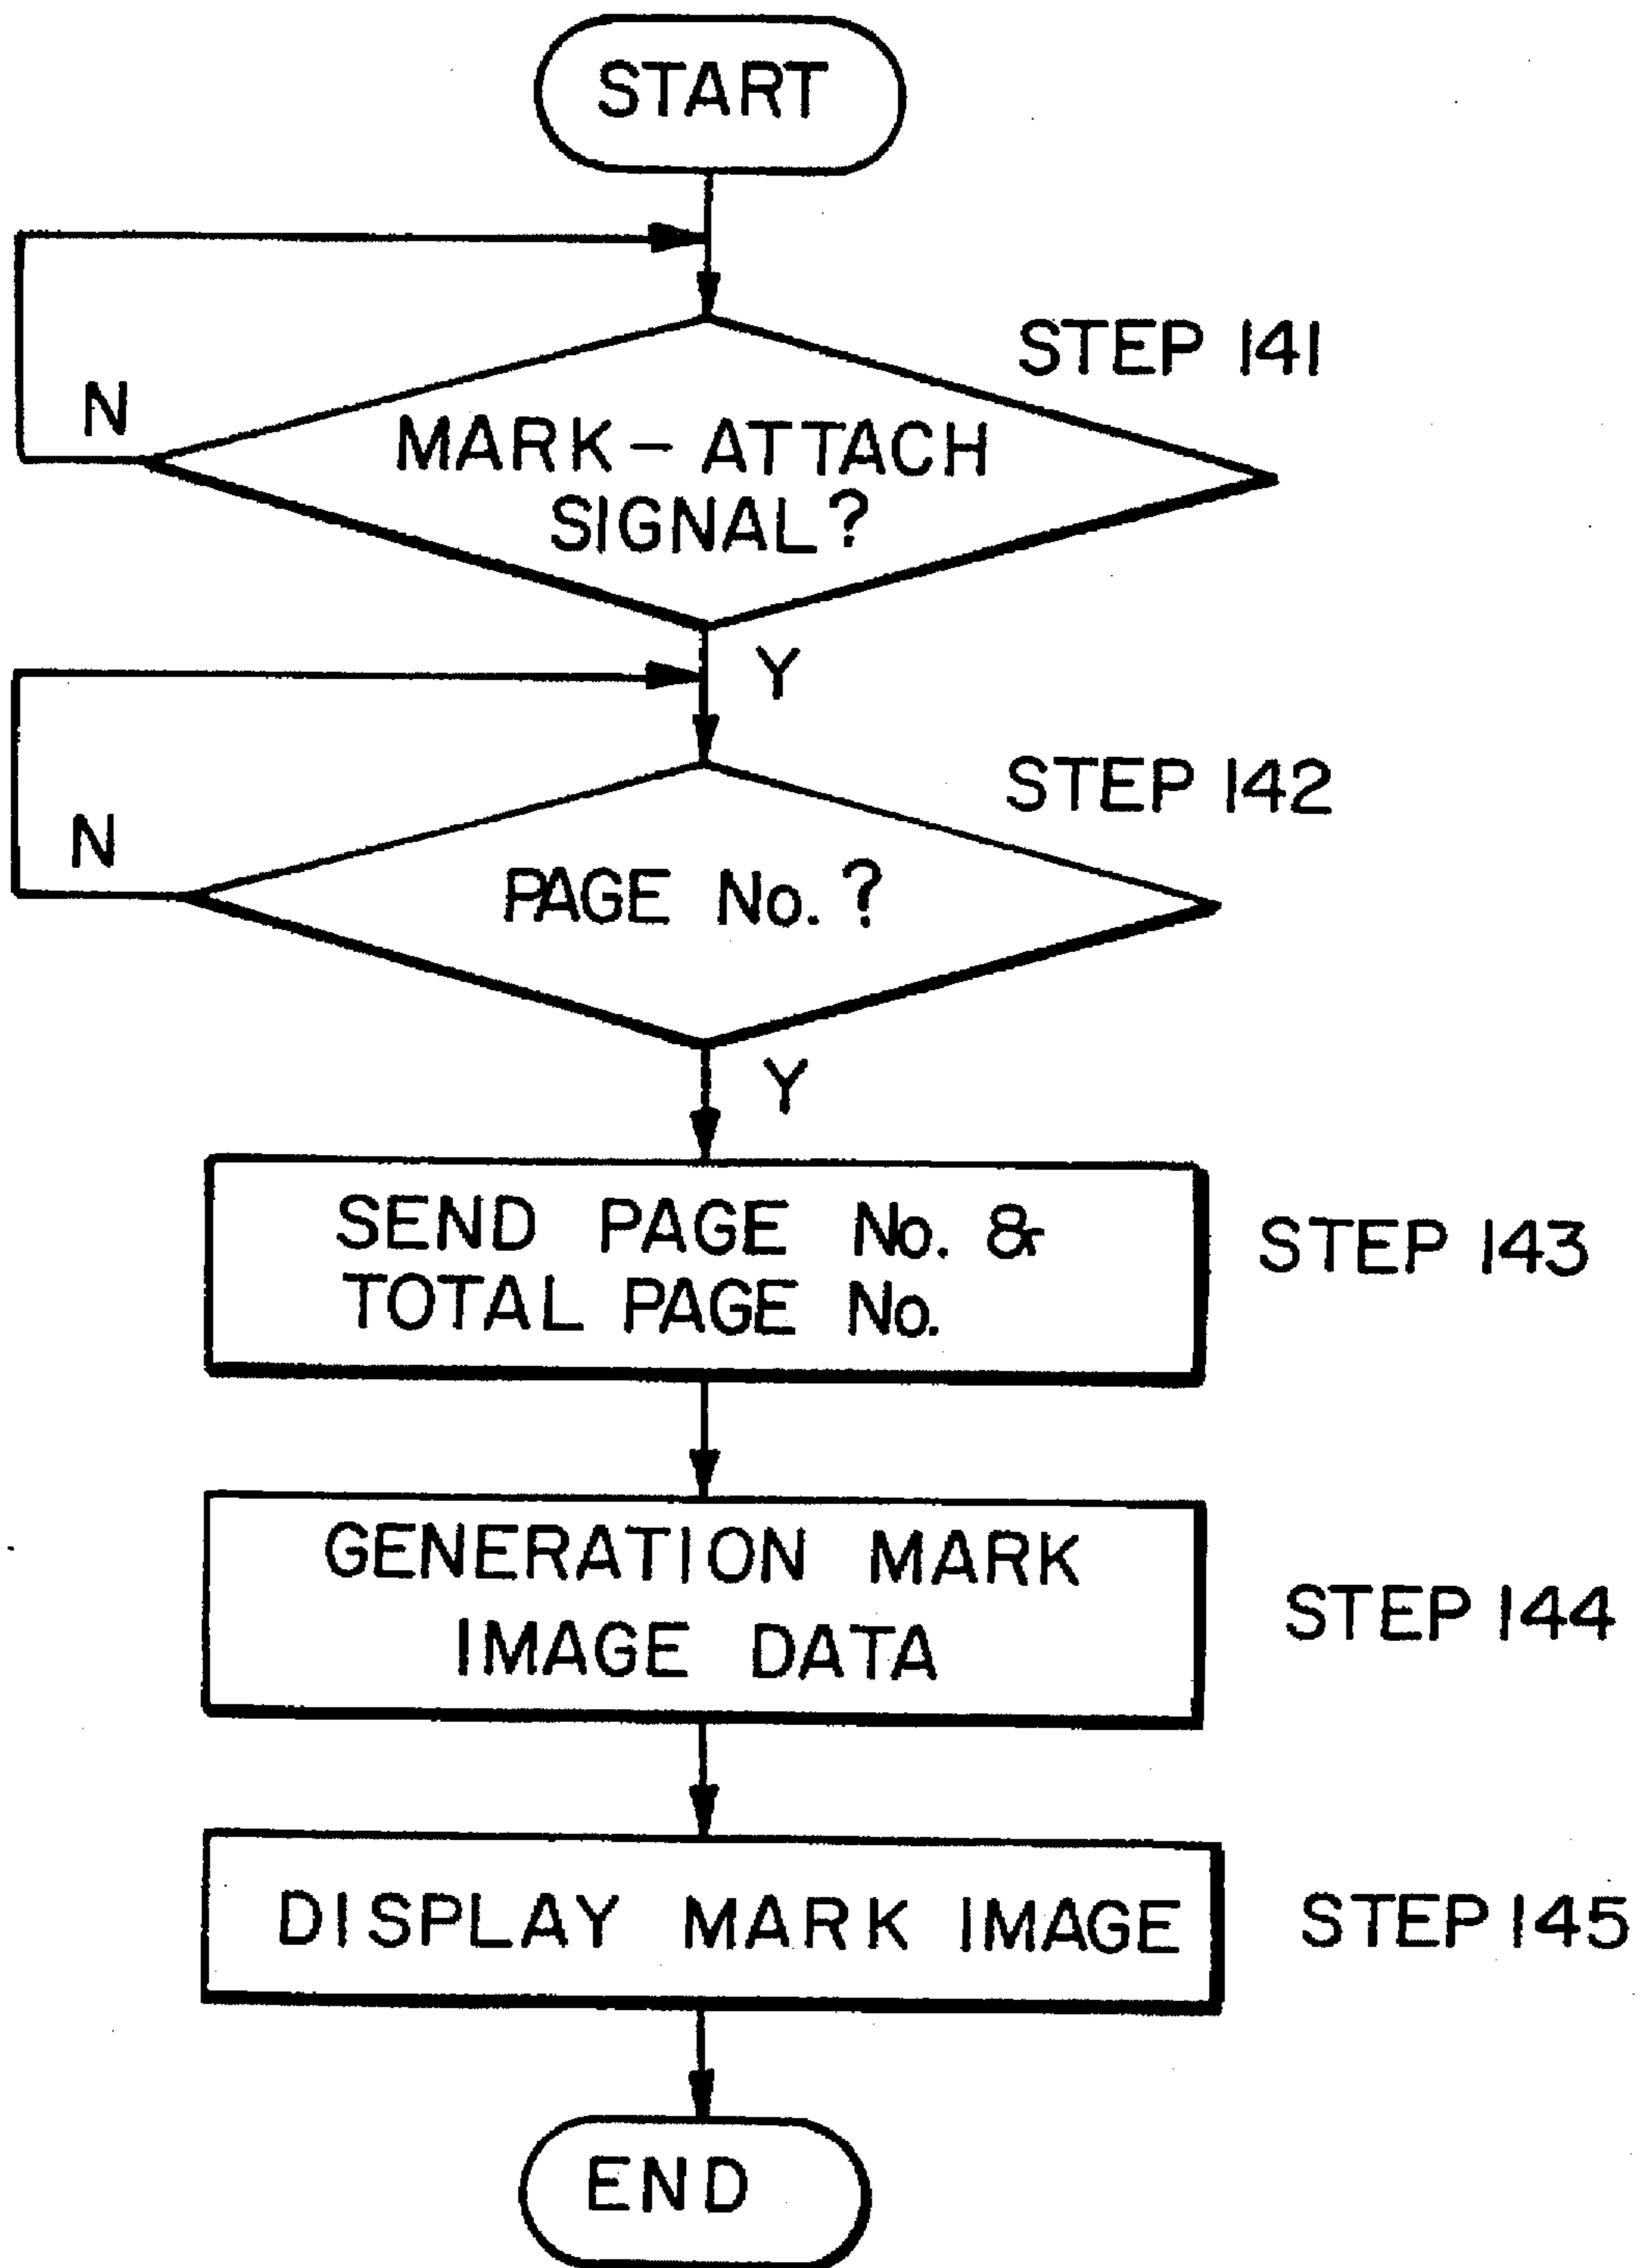 START
STEP 141
N
MARK - ATTACH
SIGNAL?
Y
STEP 142
N
PAGE No. ?
Y
SEND PAGE No. &
TOTAL PAGE No.
STEP 143
GENERATION MARK
IMAGE DATA
STEP 144
DISPLAY MARK IMAGE
STEP 145
END